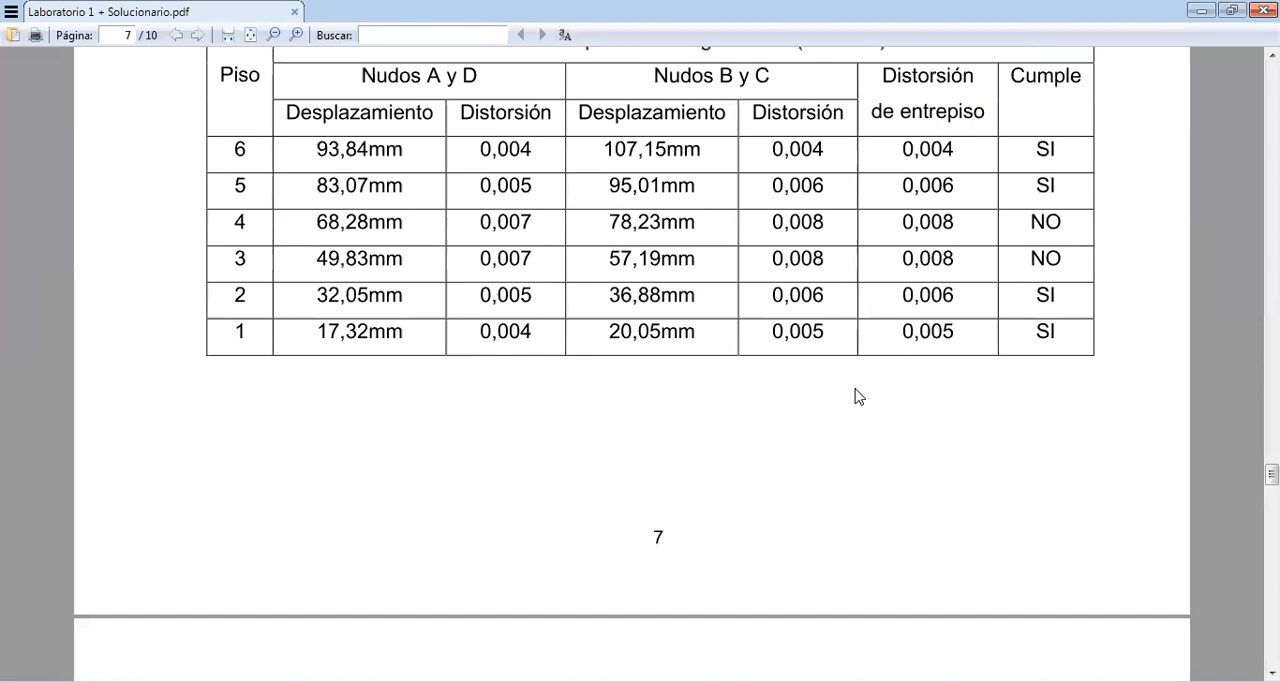 Laboratorio 1 + Solucionario.pdf
Página: 7 / 10 Buscar:
Piso Nudos A y D Nudos B y C Distorsión de entrepiso Cumple
Desplazamiento Distorsión Desplazamiento Distorsión
6 93,84mm 0,004 107,15mm 0,004 0,004 SI
5 83,07mm 0,005 95,01mm 0,006 0,006 SI
4 68,28mm 0,007 78,23mm 0,008 0,008 NO
3 49,83mm 0,007 57,19mm 0,008 0,008 NO
2 32,05mm 0,005 36,88mm 0,006 0,006 SI
1 17,32mm 0,004 20,05mm 0,005 0,005 SI
7